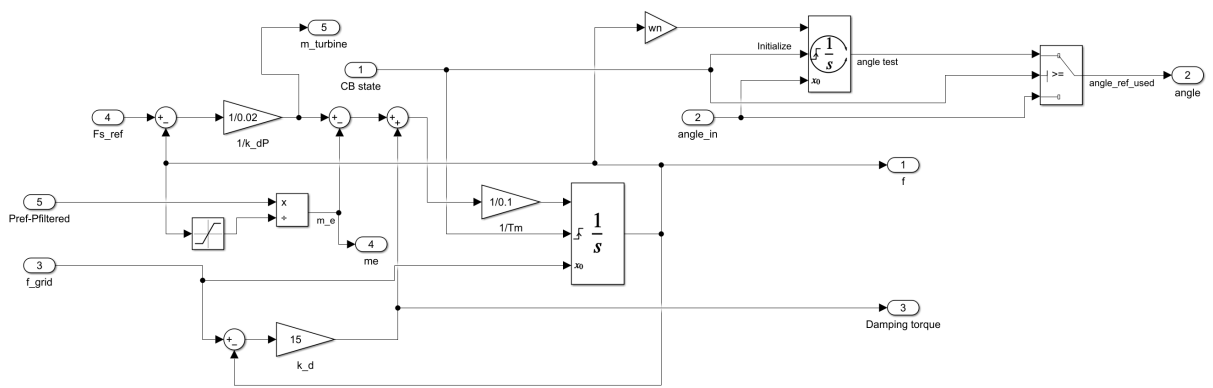 5
m_turbine
wn
Initialize
1
s
x₀
angle test
>=
angle_ref_used
2
angle
1
CB state
2
angle_in
4
Fs_ref
+
−
1/0.02
1/k_dP
+
−
+
+
1
f
5
Pref-Pfiltered
x
÷
m_e
4
me
1/0.1
1/Tm
1
s
x₀
3
f_grid
+
−
15
k_d
3
Damping torque